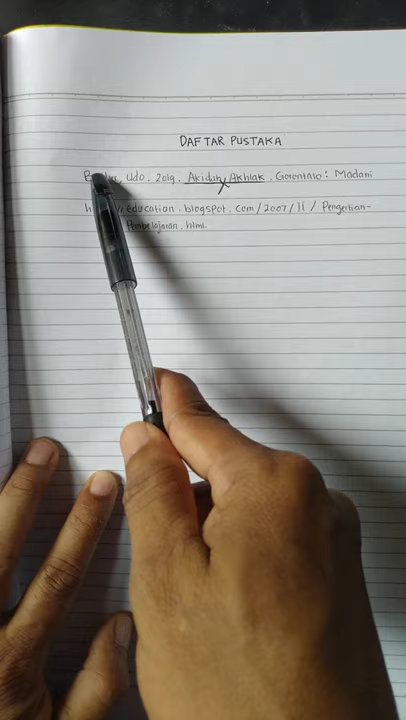 DAFTAR PUSTAKA
Udo. 2019. Akidah Akhlak. Gorontalo: Madani
education.blogspot.com/2007/11/Pengertian-
Pembelajaran.html.